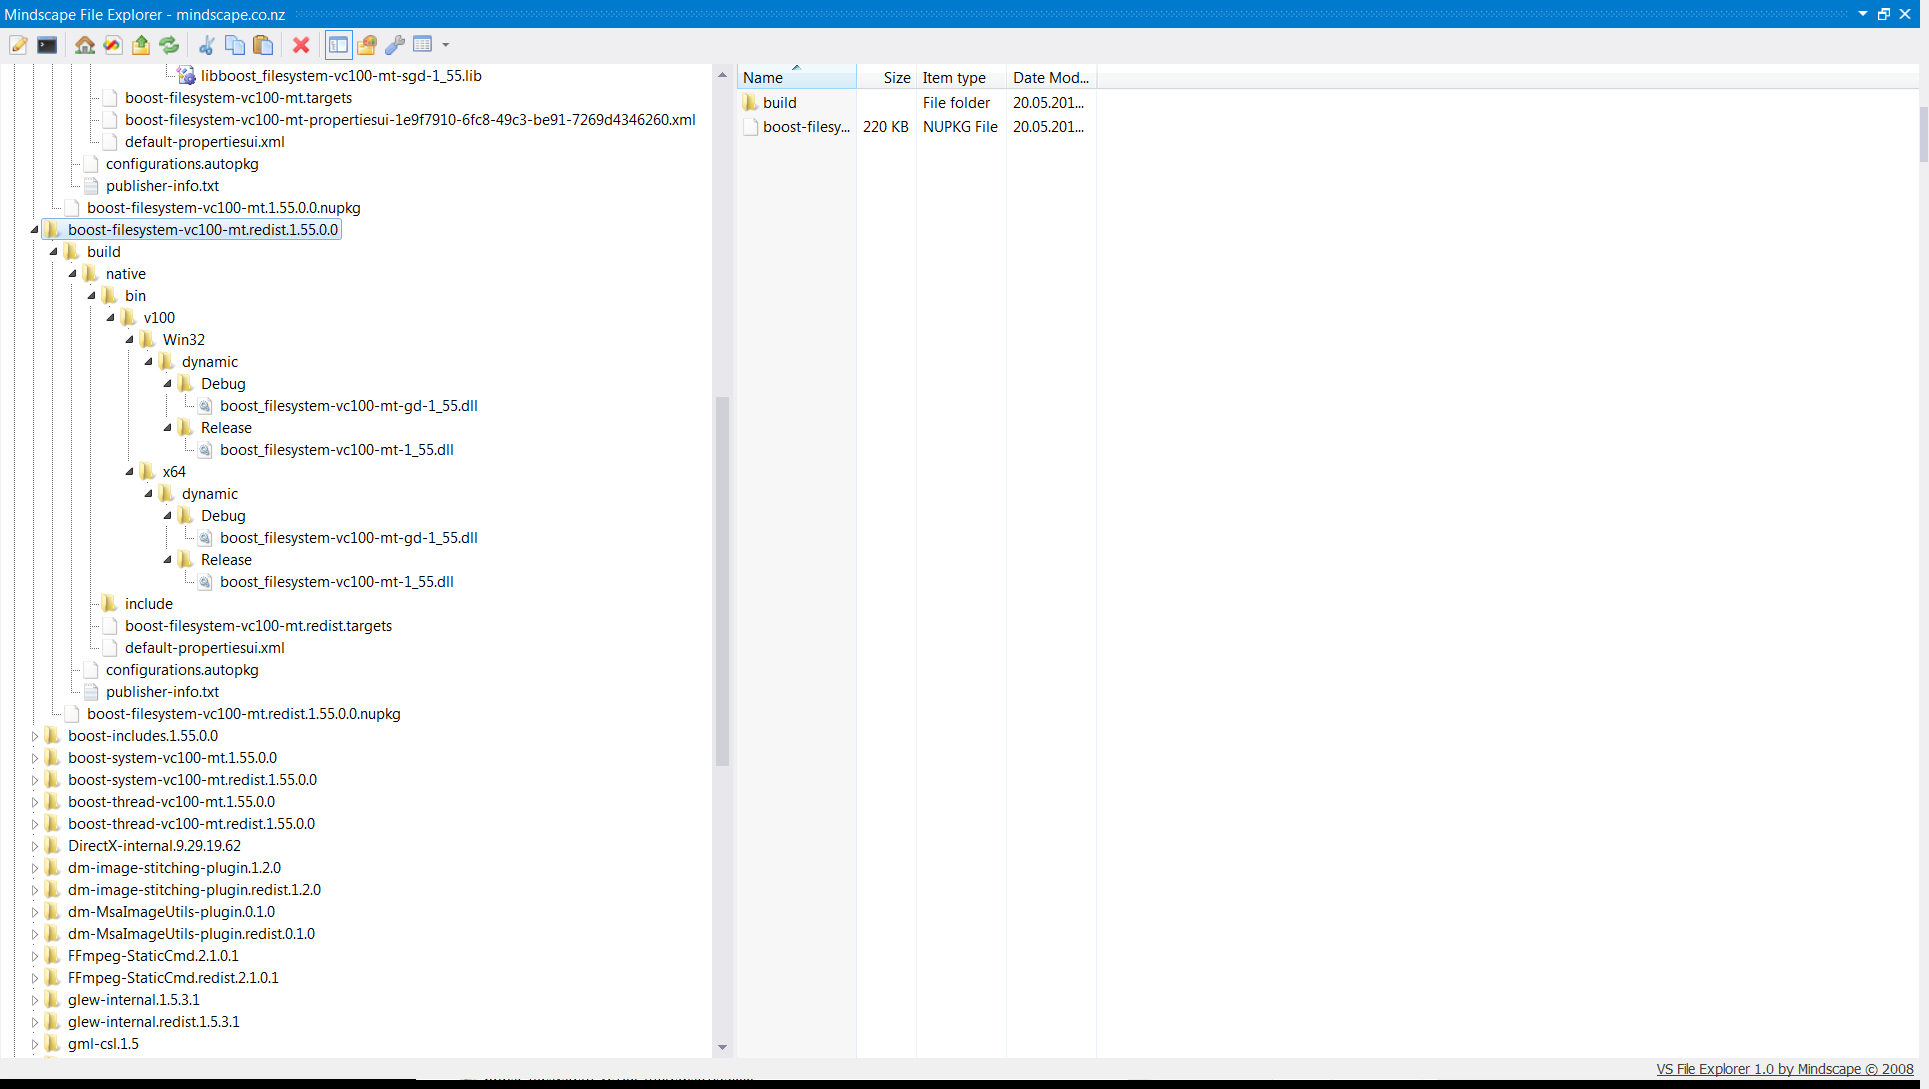 Mindscape File Explorer - mindscape.co.nz
libboost_filesystem-vc100-mt-sgd-1_55.lib
boost-filesystem-vc100-mt.targets
boost-filesystem-vc100-mt-propertiesui-1e9f7910-6fc8-49c3-be91-7269d4346260.xml
default-propertiesui.xml
configurations.autopkg
publisher-info.txt
boost-filesystem-vc100-mt.1.55.0.0.nupkg
boost-filesystem-vc100-mt.redist.1.55.0.0
build
native
bin
v100
Win32
dynamic
Debug
boost_filesystem-vc100-mt-gd-1_55.dll
Release
boost_filesystem-vc100-mt-1_55.dll
x64
dynamic
Debug
boost_filesystem-vc100-mt-gd-1_55.dll
Release
boost_filesystem-vc100-mt-1_55.dll
include
boost-filesystem-vc100-mt.redist.targets
default-propertiesui.xml
configurations.autopkg
publisher-info.txt
boost-filesystem-vc100-mt.redist.1.55.0.0.nupkg
boost-includes.1.55.0.0
boost-system-vc100-mt.1.55.0.0
boost-system-vc100-mt.redist.1.55.0.0
boost-thread-vc100-mt.1.55.0.0
boost-thread-vc100-mt.redist.1.55.0.0
DirectX-internal.9.29.19.62
dm-image-stitching-plugin.1.2.0
dm-image-stitching-plugin.redist.1.2.0
dm-MsaImageUtils-plugin.0.1.0
dm-MsaImageUtils-plugin.redist.0.1.0
FFmpeg-StaticCmd.2.1.0.1
FFmpeg-StaticCmd.redist.2.1.0.1
glew-internal.1.5.3.1
glew-internal.redist.1.5.3.1
gml-csl.1.5
Name Size Item type Date Mod...
build File folder 20.05.201...
boost-filesy... 220 KB NUPKG File 20.05.201...
VS File Explorer 1.0 by Mindscape © 2008